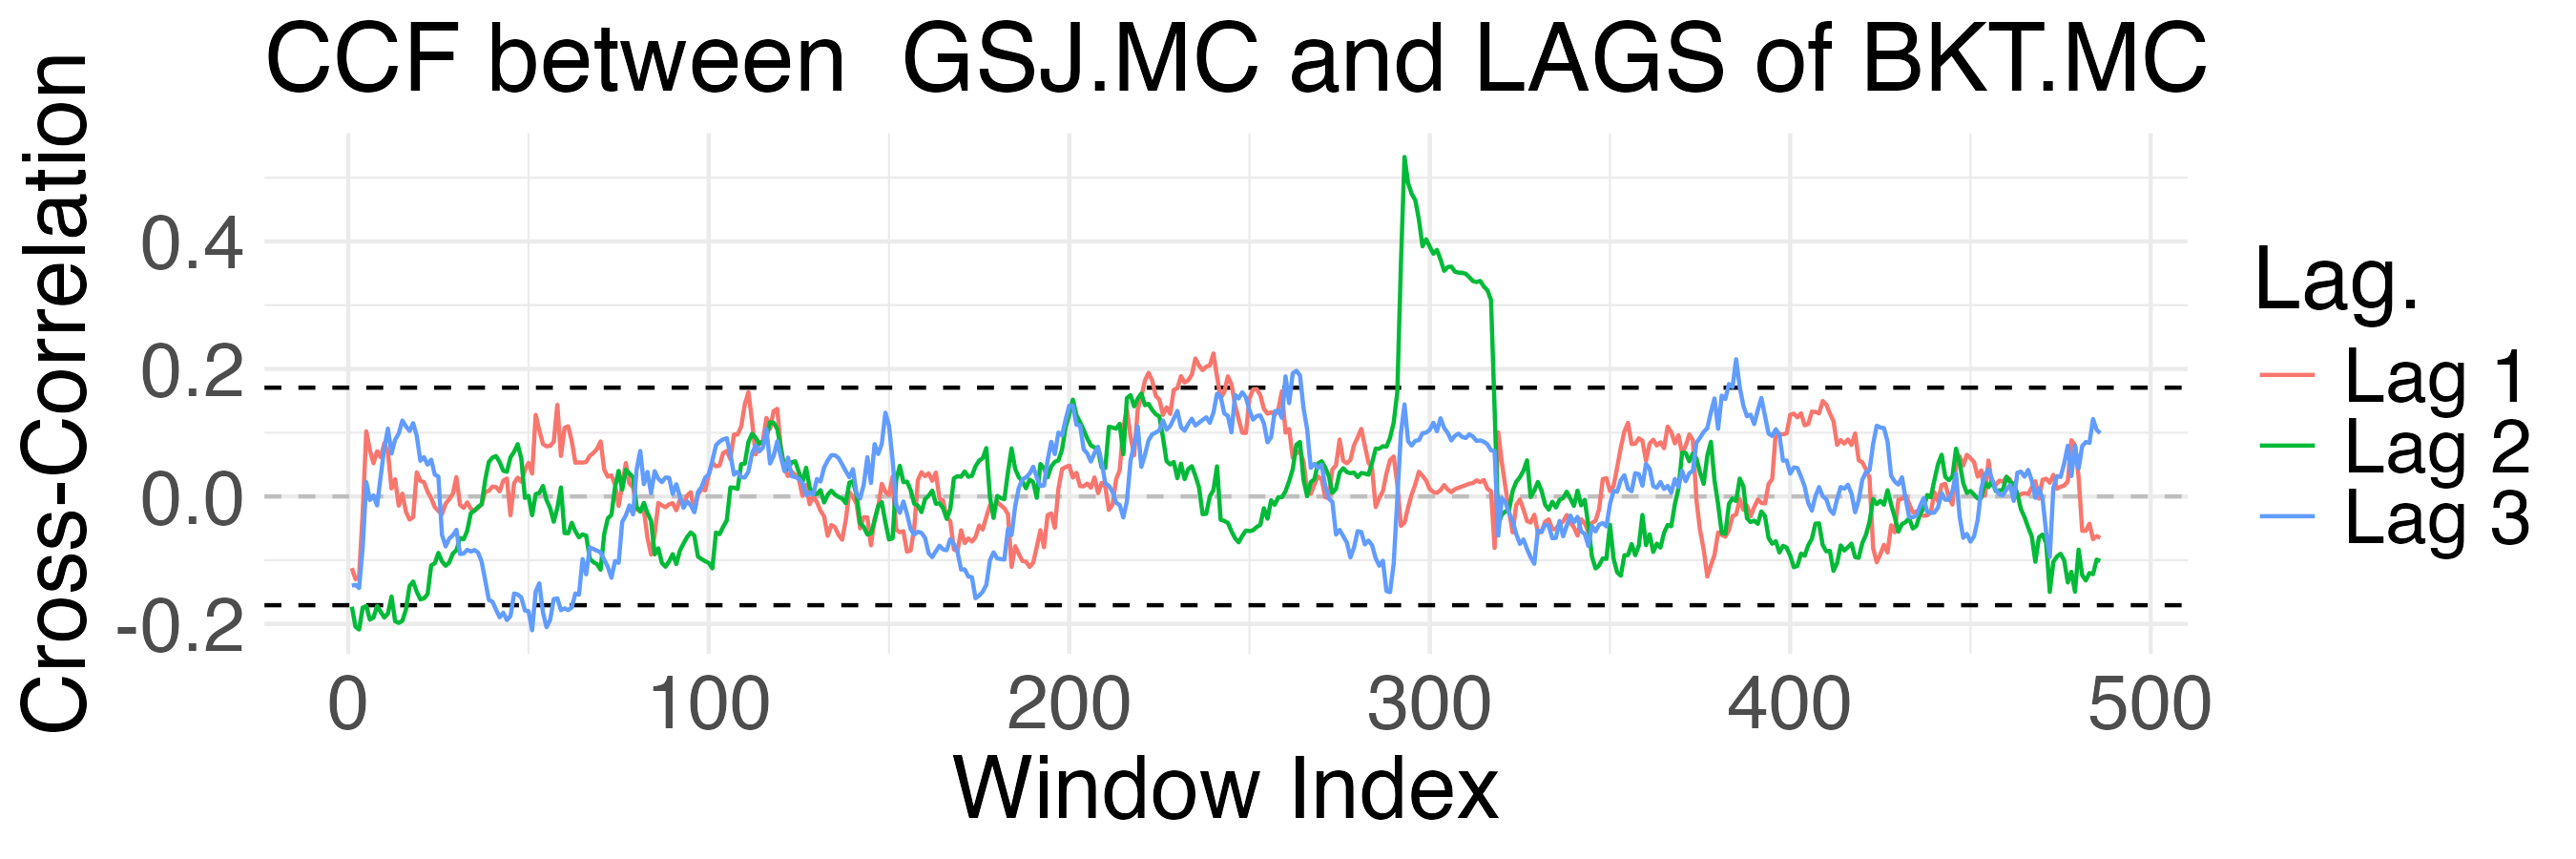 CCF between  GSJ.MC and LAGS of BKT.MC
Cross-Correlation
0.4
0.2
0.0
-0.2
0 100 200 300 400 500
Window Index
Lag.
Lag 1
Lag 2
Lag 3